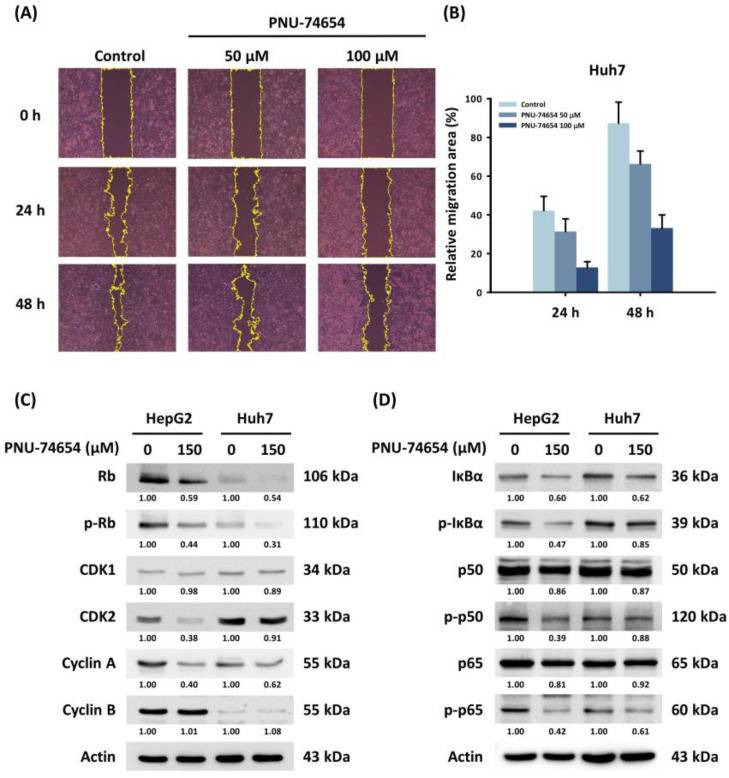 (A)
PNU-74654
Control 50 μM 100 μM
0 h
24 h
48 h
(B)
Huh7
Control
PNU-74654 50 μM
PNU-74654 100 μM
Relative migration area (%)
100
80
60
40
20
0
24 h 48 h
(C)
HepG2 Huh7
PNU-74654 (μM) 0 150 0 150
Rb 106 kDa
1.00 0.59 1.00 0.54
p-Rb 110 kDa
1.00 0.44 1.00 0.31
CDK1 34 kDa
1.00 0.98 1.00 0.89
CDK2 33 kDa
1.00 0.38 1.00 0.91
Cyclin A 55 kDa
1.00 0.40 1.00 0.62
Cyclin B 55 kDa
1.00 1.01 1.00 1.08
Actin 43 kDa
(D)
HepG2 Huh7
PNU-74654 (μM) 0 150 0 150
IκBα 36 kDa
1.00 0.60 1.00 0.62
p-IκBα 39 kDa
1.00 0.47 1.00 0.85
p50 50 kDa
1.00 0.86 1.00 0.87
p-p50 120 kDa
1.00 0.39 1.00 0.88
p65 65 kDa
1.00 0.81 1.00 0.92
p-p65 60 kDa
1.00 0.42 1.00 0.61
Actin 43 kDa